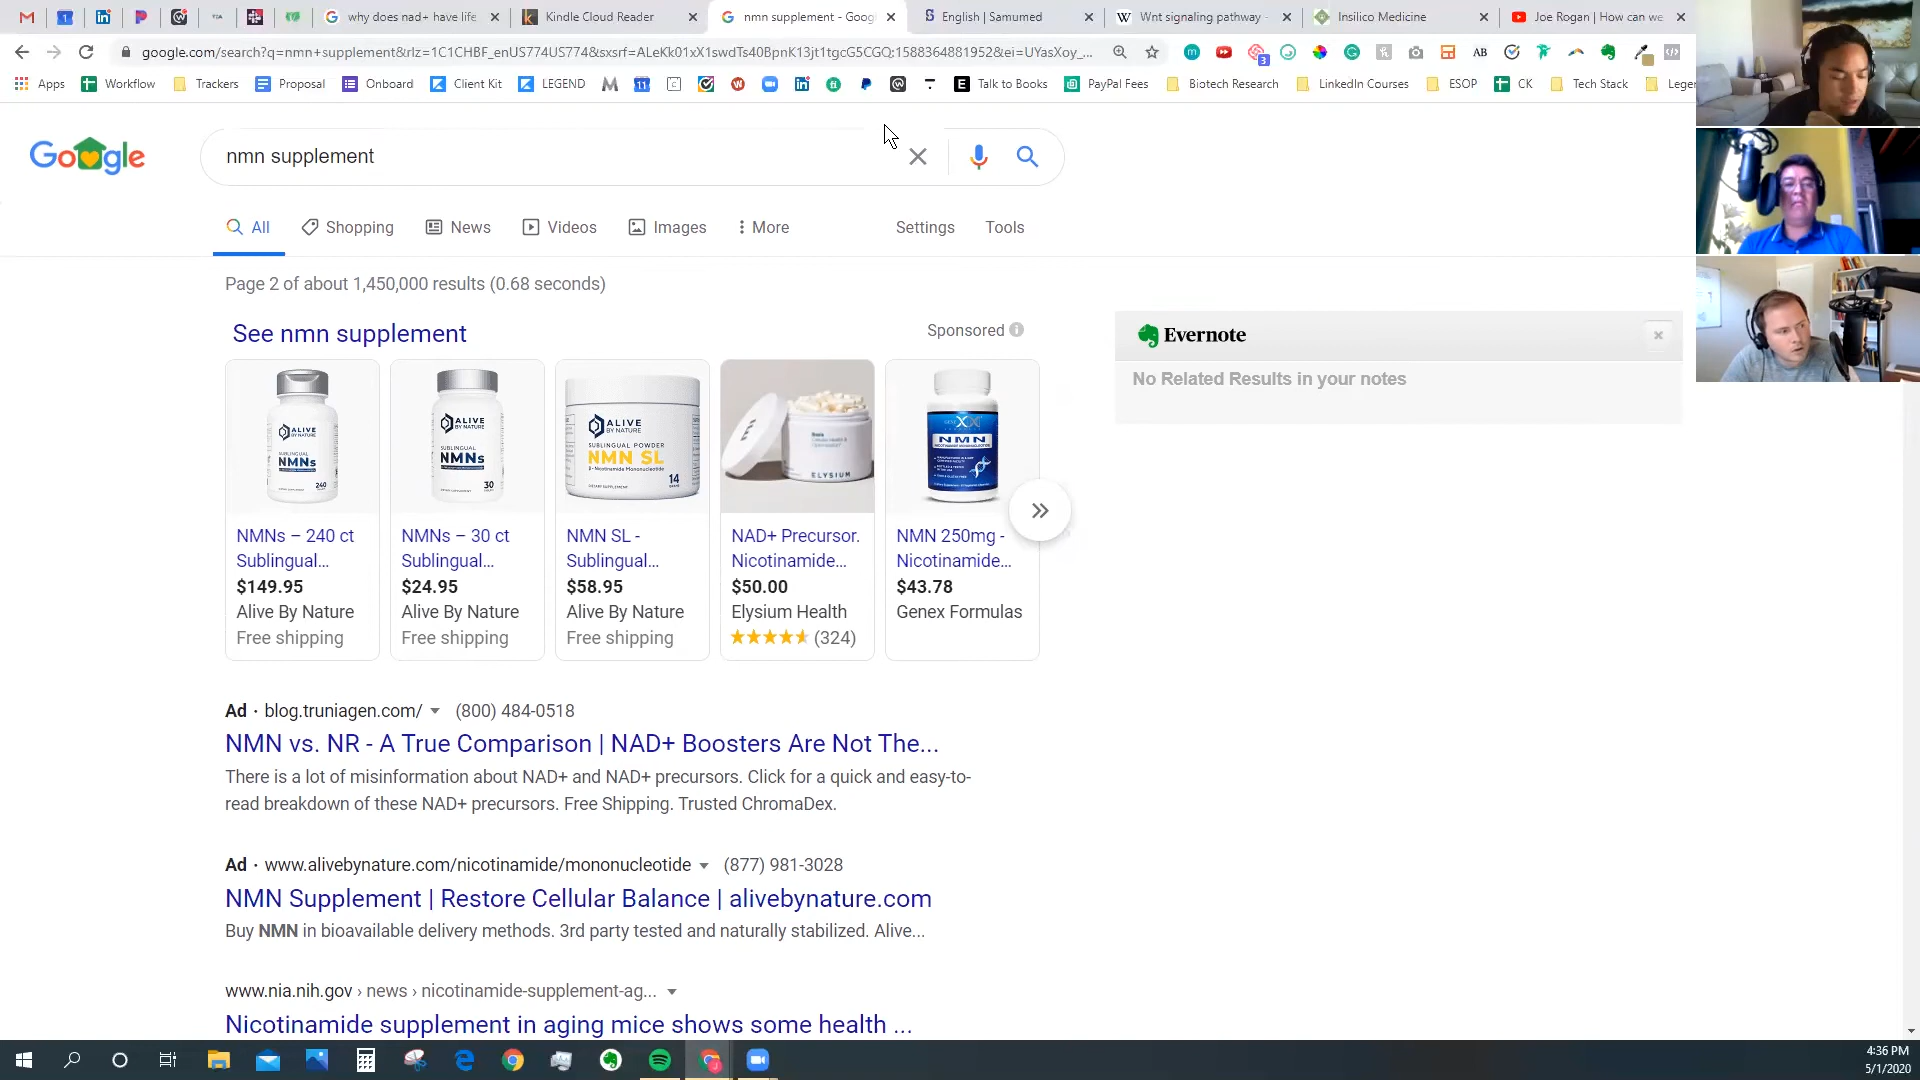 why does nad+ have life
Kindle Cloud Reader
nmn supplement - Goog
English | Samumed
Wnt signaling pathway -
Insilico Medicine
Joe Rogan | How can we
google.com/search?q=nmn+supplement&rlz=1C1CHBF_enUS774US774&sxsrf=ALeKk01xX1swdTs40BpnK13jt1tgcG5CGQ:1588364881952&ei=UYasXoy_...
Apps
Workflow
Trackers
Proposal
Onboard
Client Kit
LEGEND
Talk to Books
PayPal Fees
Biotech Research
LinkedIn Courses
ESOP
CK
Tech Stack
Leger
Google
nmn supplement
All
Shopping
News
Videos
Images
More
Settings
Tools
Page 2 of about 1,450,000 results (0.68 seconds)
See nmn supplement
Sponsored
Evernote
No Related Results in your notes
ALIVE
BY NATURE
SUBLINGUAL
NMNs
240
ALIVE
BY NATURE
SUBLINGUAL
NMNs
30
ALIVE
BY NATURE
SUBLINGUAL POWDER
NMN SL
14
Basis
ELYSIUM
NMN
NMNs – 240 ct
Sublingual...
$149.95
Alive By Nature
Free shipping
NMNs – 30 ct
Sublingual...
$24.95
Alive By Nature
Free shipping
NMN SL -
Sublingual...
$58.95
Alive By Nature
Free shipping
NAD+ Precursor.
Nicotinamide...
$50.00
Elysium Health
(324)
NMN 250mg -
Nicotinamide...
$43.78
Genex Formulas
Ad · blog.truniagen.com/ (800) 484-0518
NMN vs. NR - A True Comparison | NAD+ Boosters Are Not The...
There is a lot of misinformation about NAD+ and NAD+ precursors. Click for a quick and easy-to-
read breakdown of these NAD+ precursors. Free Shipping. Trusted ChromaDex.
Ad · www.alivebynature.com/nicotinamide/mononucleotide (877) 981-3028
NMN Supplement | Restore Cellular Balance | alivebynature.com
Buy NMN in bioavailable delivery methods. 3rd party tested and naturally stabilized. Alive...
www.nia.nih.gov › news › nicotinamide-supplement-ag...
Nicotinamide supplement in aging mice shows some health ...
4:36 PM
5/1/2020